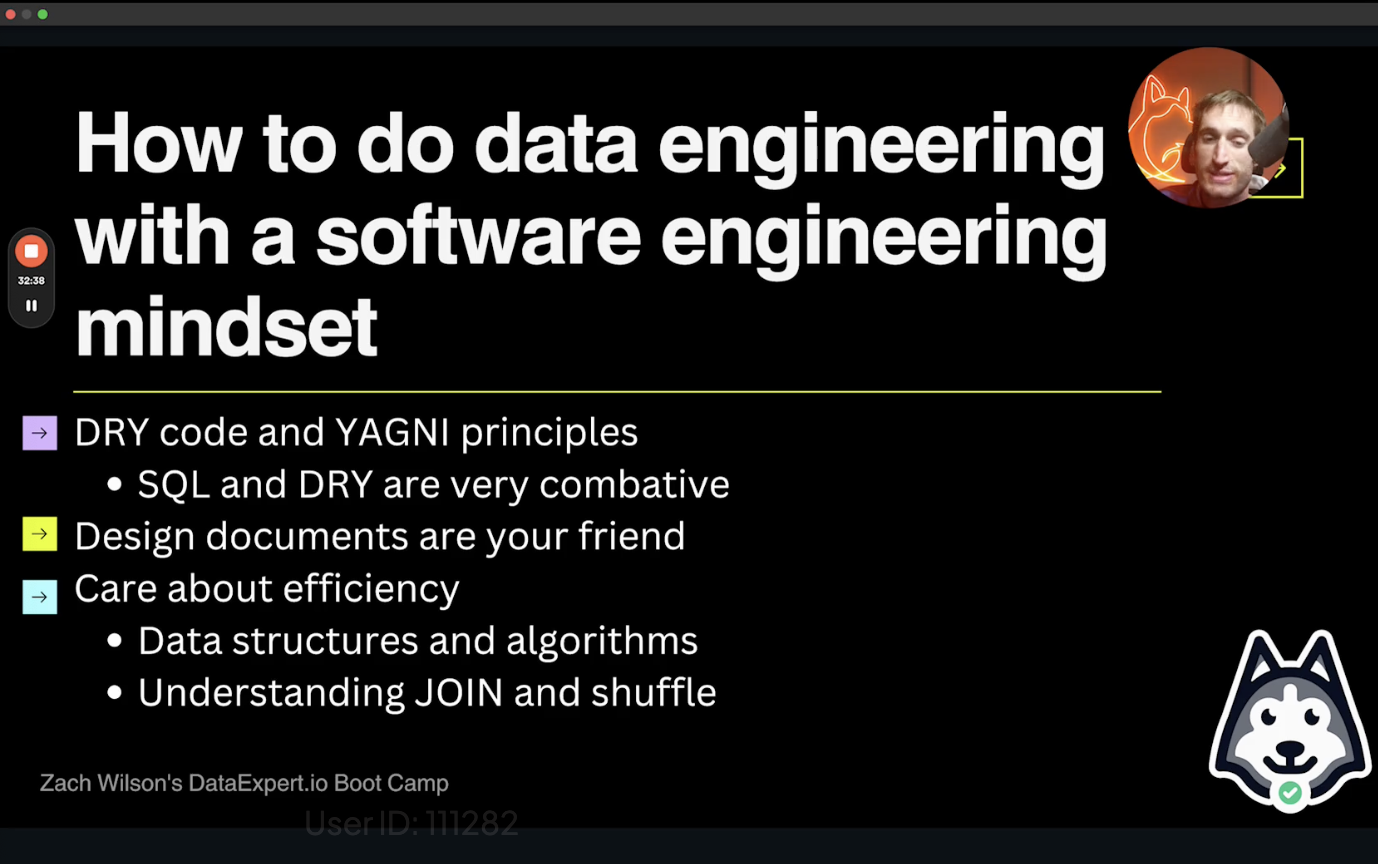 How to do data engineering
with a software engineering
mindset
32:38
DRY code and YAGNI principles
SQL and DRY are very combative
Design documents are your friend
Care about efficiency
Data structures and algorithms
Understanding JOIN and shuffle
Zach Wilson's DataExpert.io Boot Camp
User ID: 111282